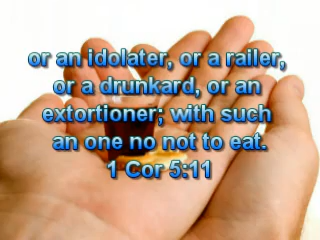 or an idolater, or a railer,
or a drunkard, or an
extortioner; with such
an one no not to eat.
1 Cor 5:11